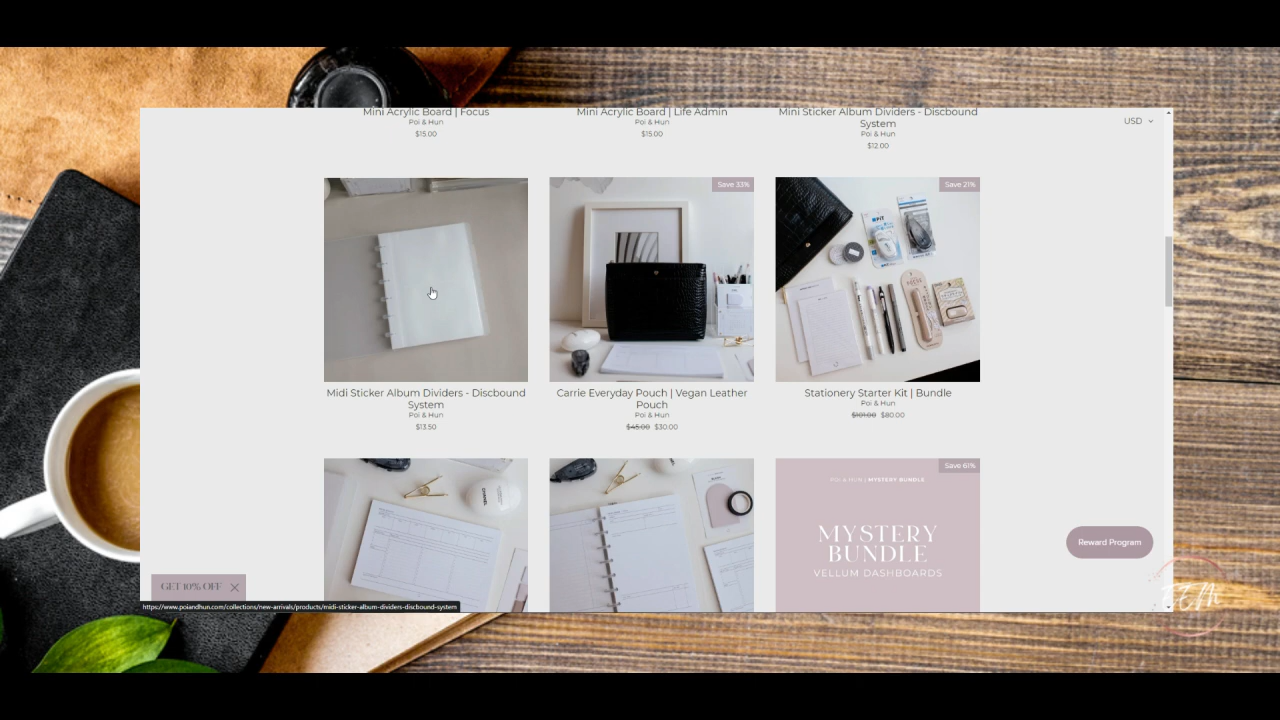 Mini Acrylic Board | Focus
Poi & Hun
$15.00
Mini Acrylic Board | Life Admin
Poi & Hun
$15.00
Mini Sticker Album Dividers - Discbound
System
Poi & Hun
$12.00
USD
Save 33%
Save 21%
Midi Sticker Album Dividers - Discbound
System
Poi & Hun
$13.50
Carrie Everyday Pouch | Vegan Leather
Pouch
Poi & Hun
$45.00 $30.00
Stationery Starter Kit | Bundle
Poi & Hun
$101.00 $80.00
Save 61%
POI & HUN | MYSTERY BUNDLE
MYSTERY
BUNDLE
VELLUM DASHBOARDS
CHANEL
Reward Program
GET 10% OFF
https://www.poiandhun.com/collections/new-arrivals/products/midi-sticker-album-dividers-discbound-system